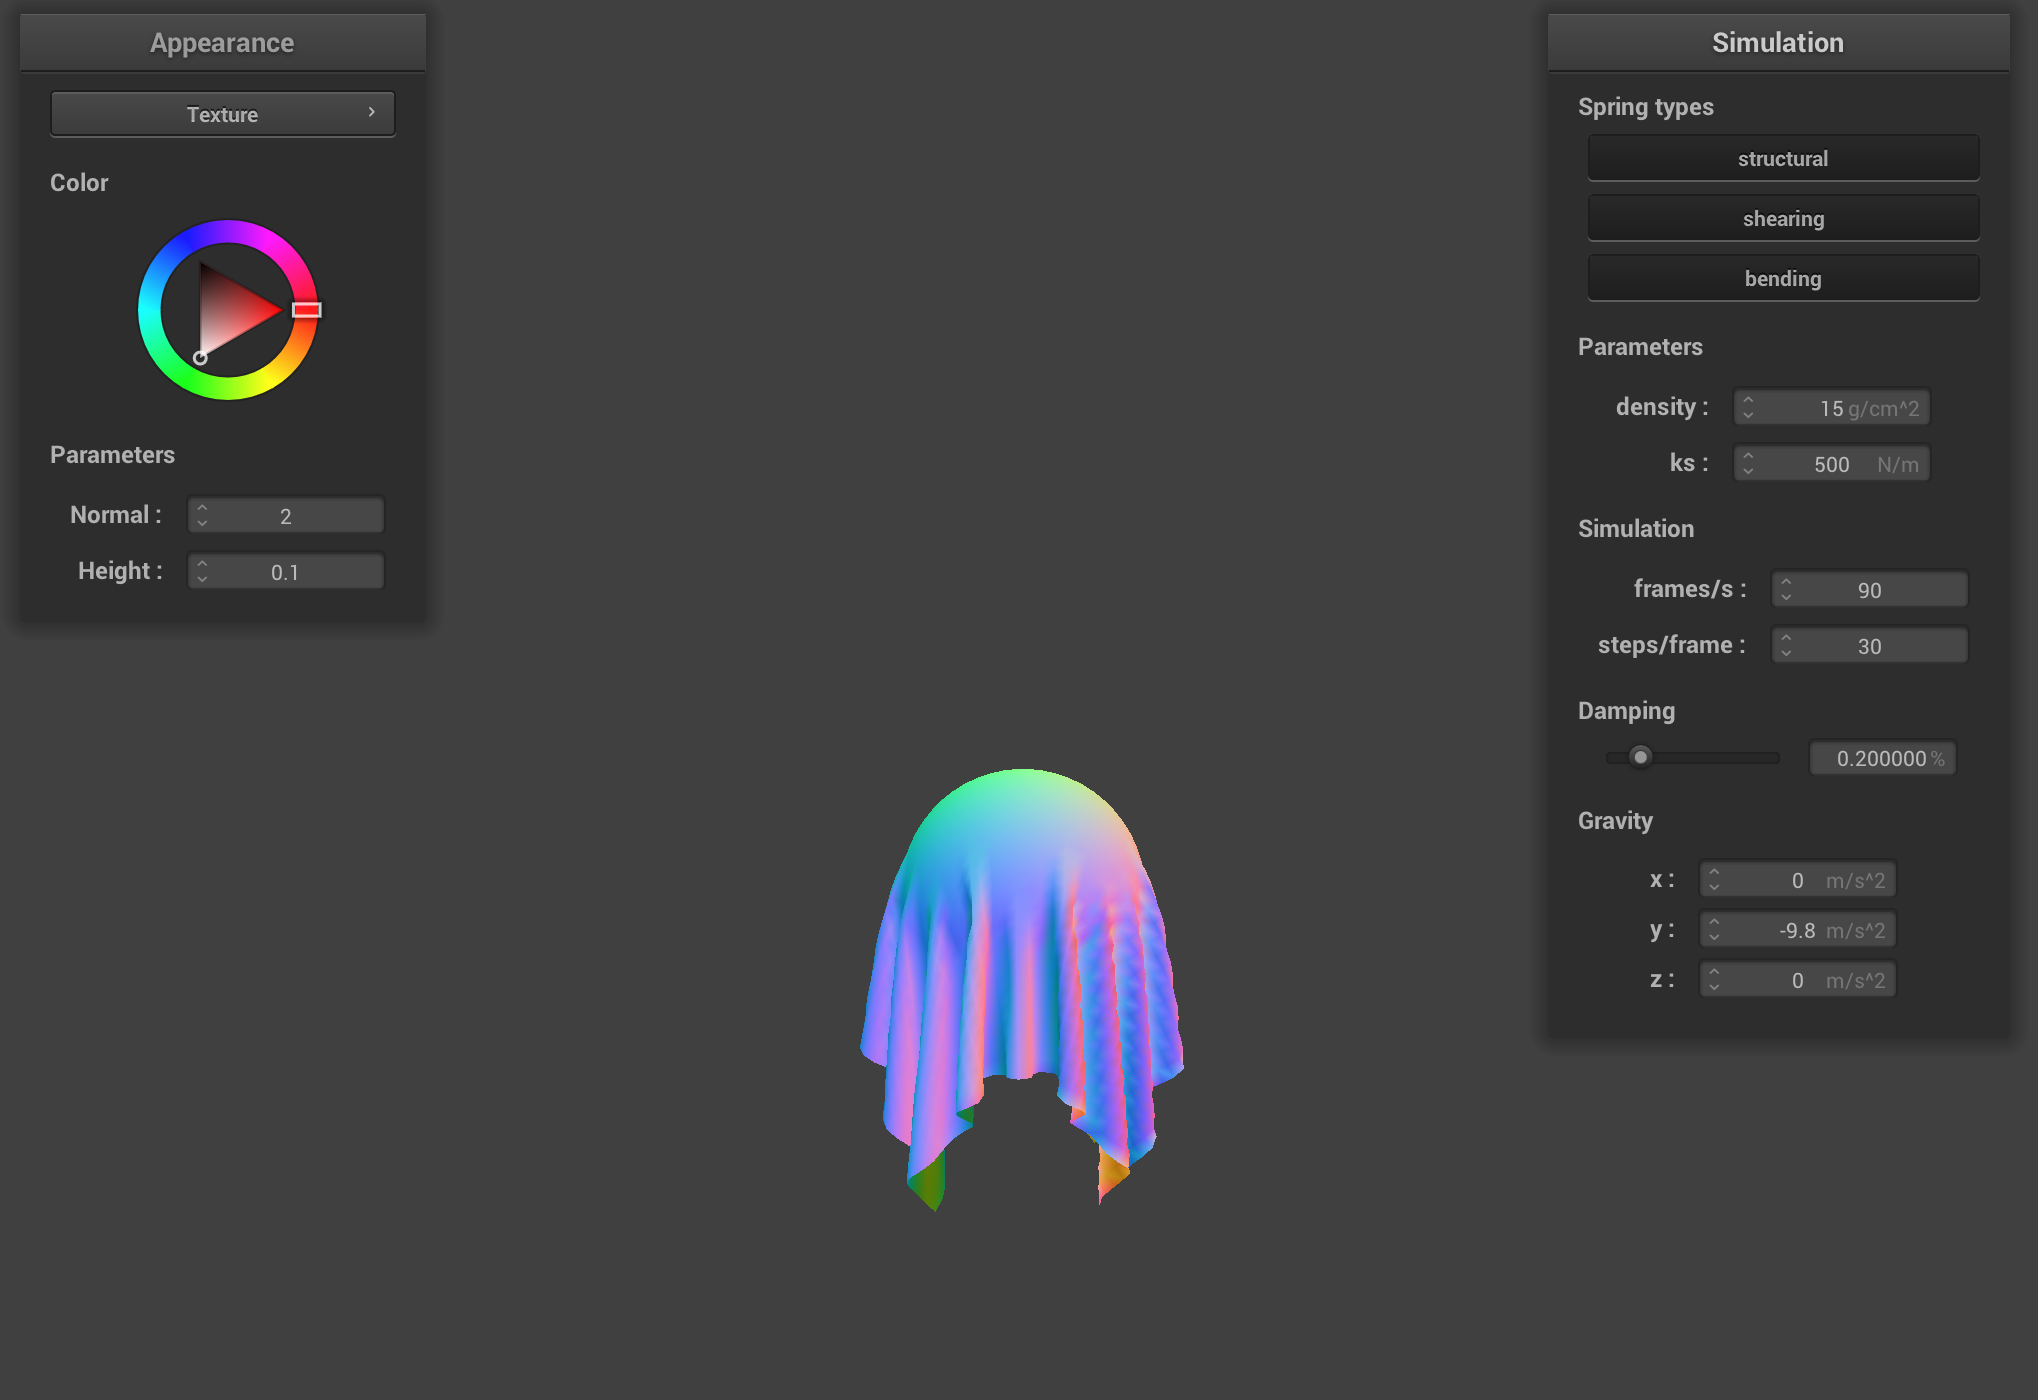 Appearance
Texture
Color
Parameters
Normal : 2
Height : 0.1
Simulation
Spring types
structural
shearing
bending
Parameters
density : 15 g/cm^2
ks : 500 N/m
Simulation
frames/s : 90
steps/frame : 30
Damping
0.200000 %
Gravity
x : 0 m/s^2
y : -9.8 m/s^2
z : 0 m/s^2